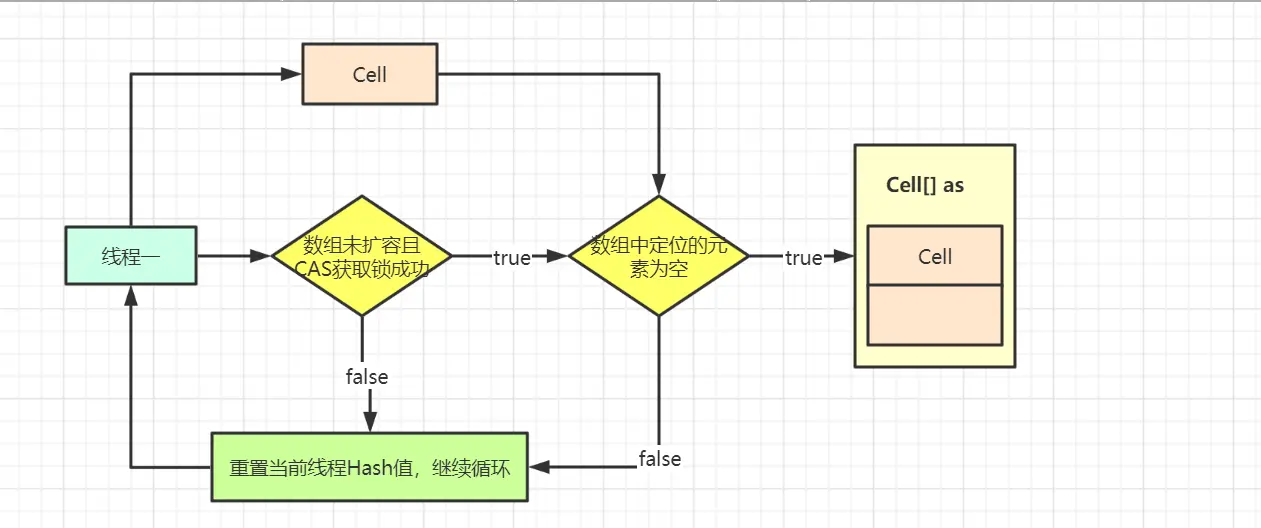 Cell
Cell[] as
线程一
数组未扩容且
CAS获取锁成功
true
数组中定位的元
素为空
true
Cell
false
false
重置当前线程Hash值，继续循环